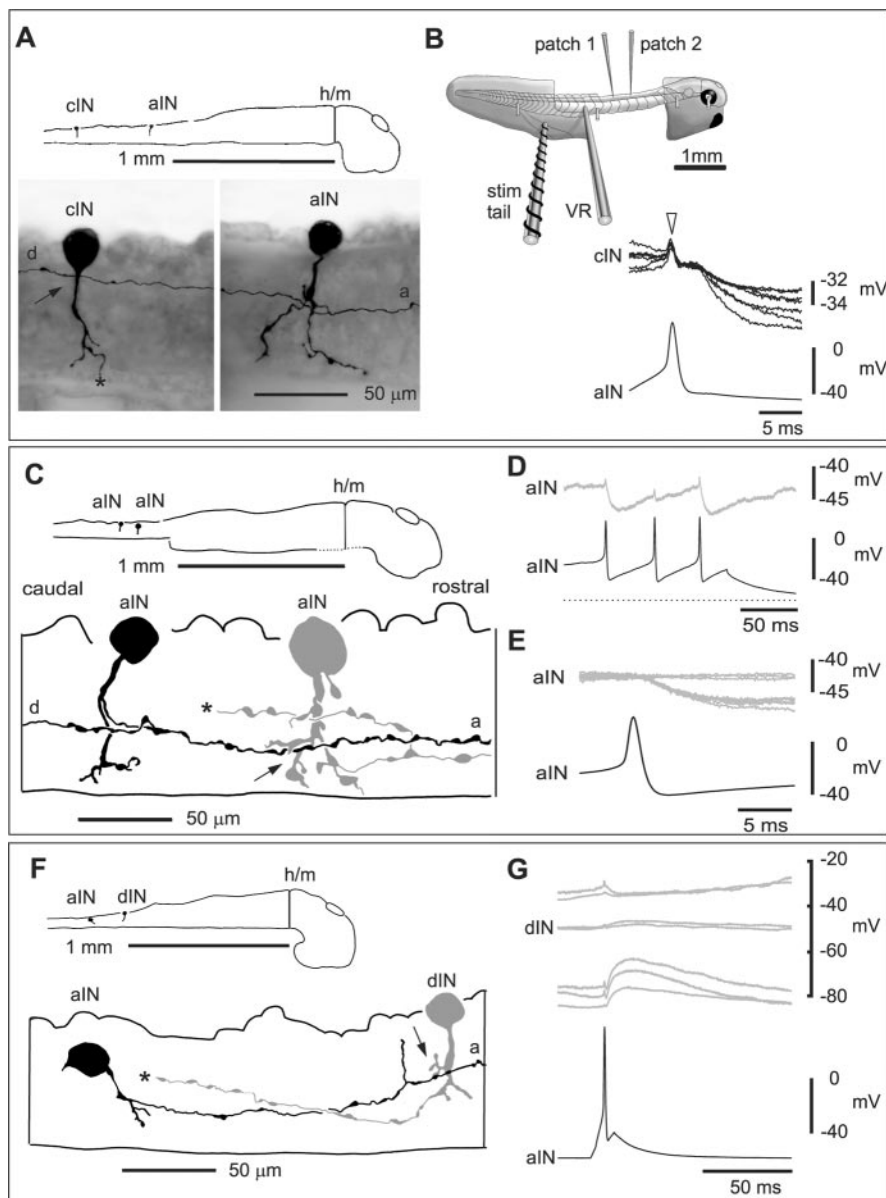 A
cIN
aIN
h/m
1 mm
cIN
d
*
aIN
a
50 μm
B
patch 1
patch 2
1mm
stim
tail
VR
cIN
-32
-34
mV
0
-40
mV
aIN
5 ms
C
aIN
aIN
h/m
1 mm
caudal
rostral
aIN
aIN
d
*
a
50 μm
D
aIN
-40
-45
mV
aIN
0
-40
mV
50 ms
E
aIN
-40
-45
mV
aIN
0
-40
mV
5 ms
F
aIN
dIN
h/m
1 mm
aIN
dIN
*
a
50 μm
G
dIN
-20
-40
-60
-80
mV
0
-40
mV
aIN
50 ms